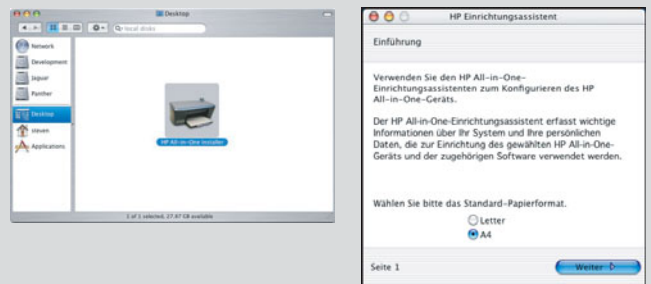 Desktop
local disks
Network
Development
Jaguar
Panther
Desktop
steven
Applications
HP All-in-One Installer
1 of 1 selected, 27.87 GB available
HP Einrichtungsassistent
Einführung
Verwenden Sie den HP All-in-One-
Einrichtungsassistenten zum Konfigurieren des HP
All-in-One-Geräts.
Der HP All-in-One-Einrichtungsassistent erfasst wichtige
Informationen über Ihr System und Ihre persönlichen
Daten, die zur Einrichtung des gewählten HP All-in-One-
Geräts und der zugehörigen Software verwendet werden.
Wählen Sie bitte das Standard-Papierformat.
Letter
A4
Seite 1
Weiter